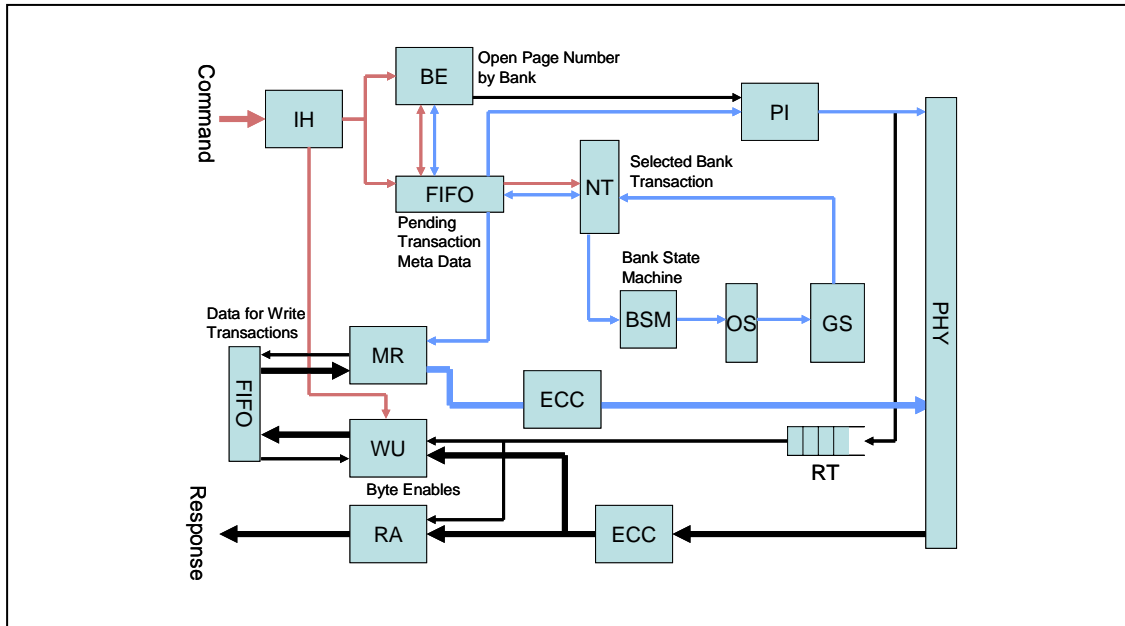 Command
IH
BE
Open Page Number
by Bank
PI
FIFO
Pending
Transaction
Meta Data
NT
Selected Bank
Transaction
Bank State
Machine
BSM
OS
GS
PHY
Data for Write
Transactions
FIFO
MR
ECC
WU
Byte Enables
RT
Response
RA
ECC